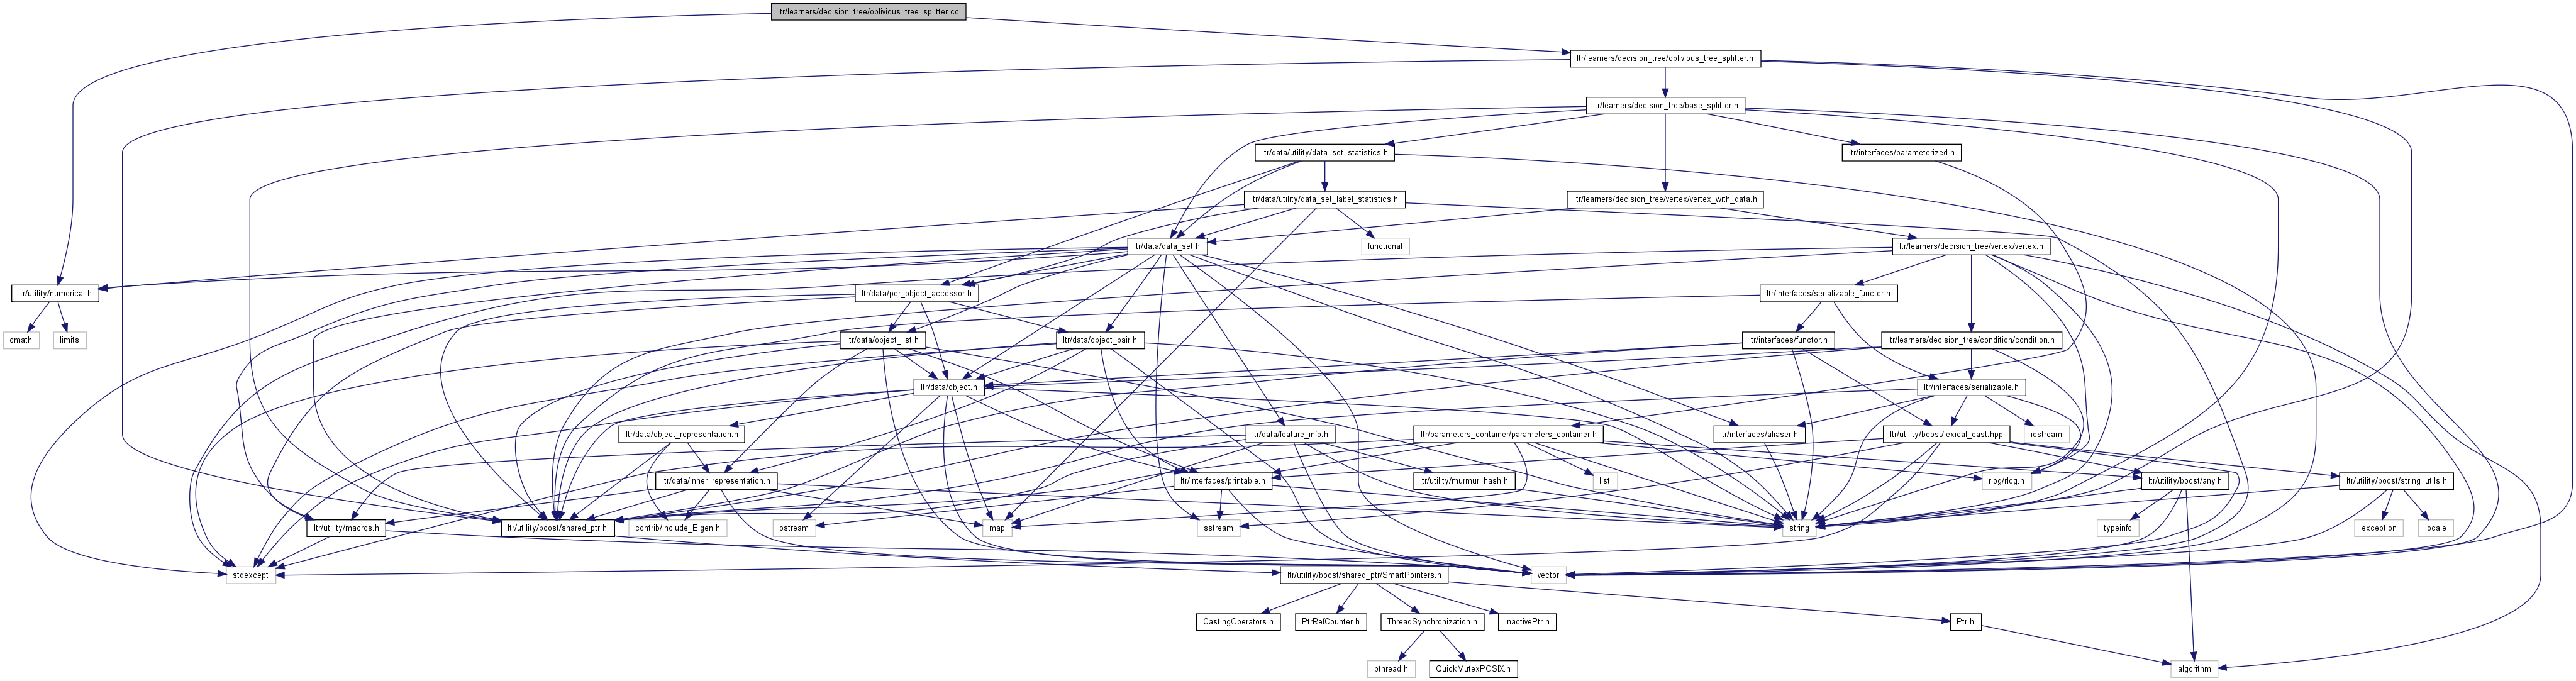 ltr/learners/decision_tree/oblivious_tree_splitter.cc
ltr/learners/decision_tree/oblivious_tree_splitter.h
ltr/learners/decision_tree/base_splitter.h
ltr/data/utility/data_set_statistics.h
ltr/interfaces/parameterized.h
ltr/data/utility/data_set_label_statistics.h
ltr/learners/decision_tree/vertex/vertex_with_data.h
ltr/data/data_set.h
functional
ltr/learners/decision_tree/vertex/vertex.h
ltr/utility/numerical.h
ltr/data/per_object_accessor.h
ltr/interfaces/serializable_functor.h
cmath
limits
ltr/data/object_list.h
ltr/data/object_pair.h
ltr/interfaces/functor.h
ltr/learners/decision_tree/condition/condition.h
ltr/data/object.h
ltr/interfaces/serializable.h
ltr/data/object_representation.h
ltr/data/feature_info.h
ltr/parameters_container/parameters_container.h
ltr/interfaces/aliaser.h
ltr/utility/boost/lexical_cast.hpp
iostream
ltr/data/inner_representation.h
ltr/interfaces/printable.h
ltr/utility/murmur_hash.h
list
rlog/rlog.h
ltr/utility/boost/any.h
ltr/utility/boost/string_utils.h
ltr/utility/macros.h
ltr/utility/boost/shared_ptr.h
contrib/include_Eigen.h
ostream
map
sstream
string
typeinfo
exception
locale
stdexcept
ltr/utility/boost/shared_ptr/SmartPointers.h
vector
CastingOperators.h
PtrRefCounter.h
ThreadSynchronization.h
InactivePtr.h
Ptr.h
pthread.h
QuickMutexPOSIX.h
algorithm